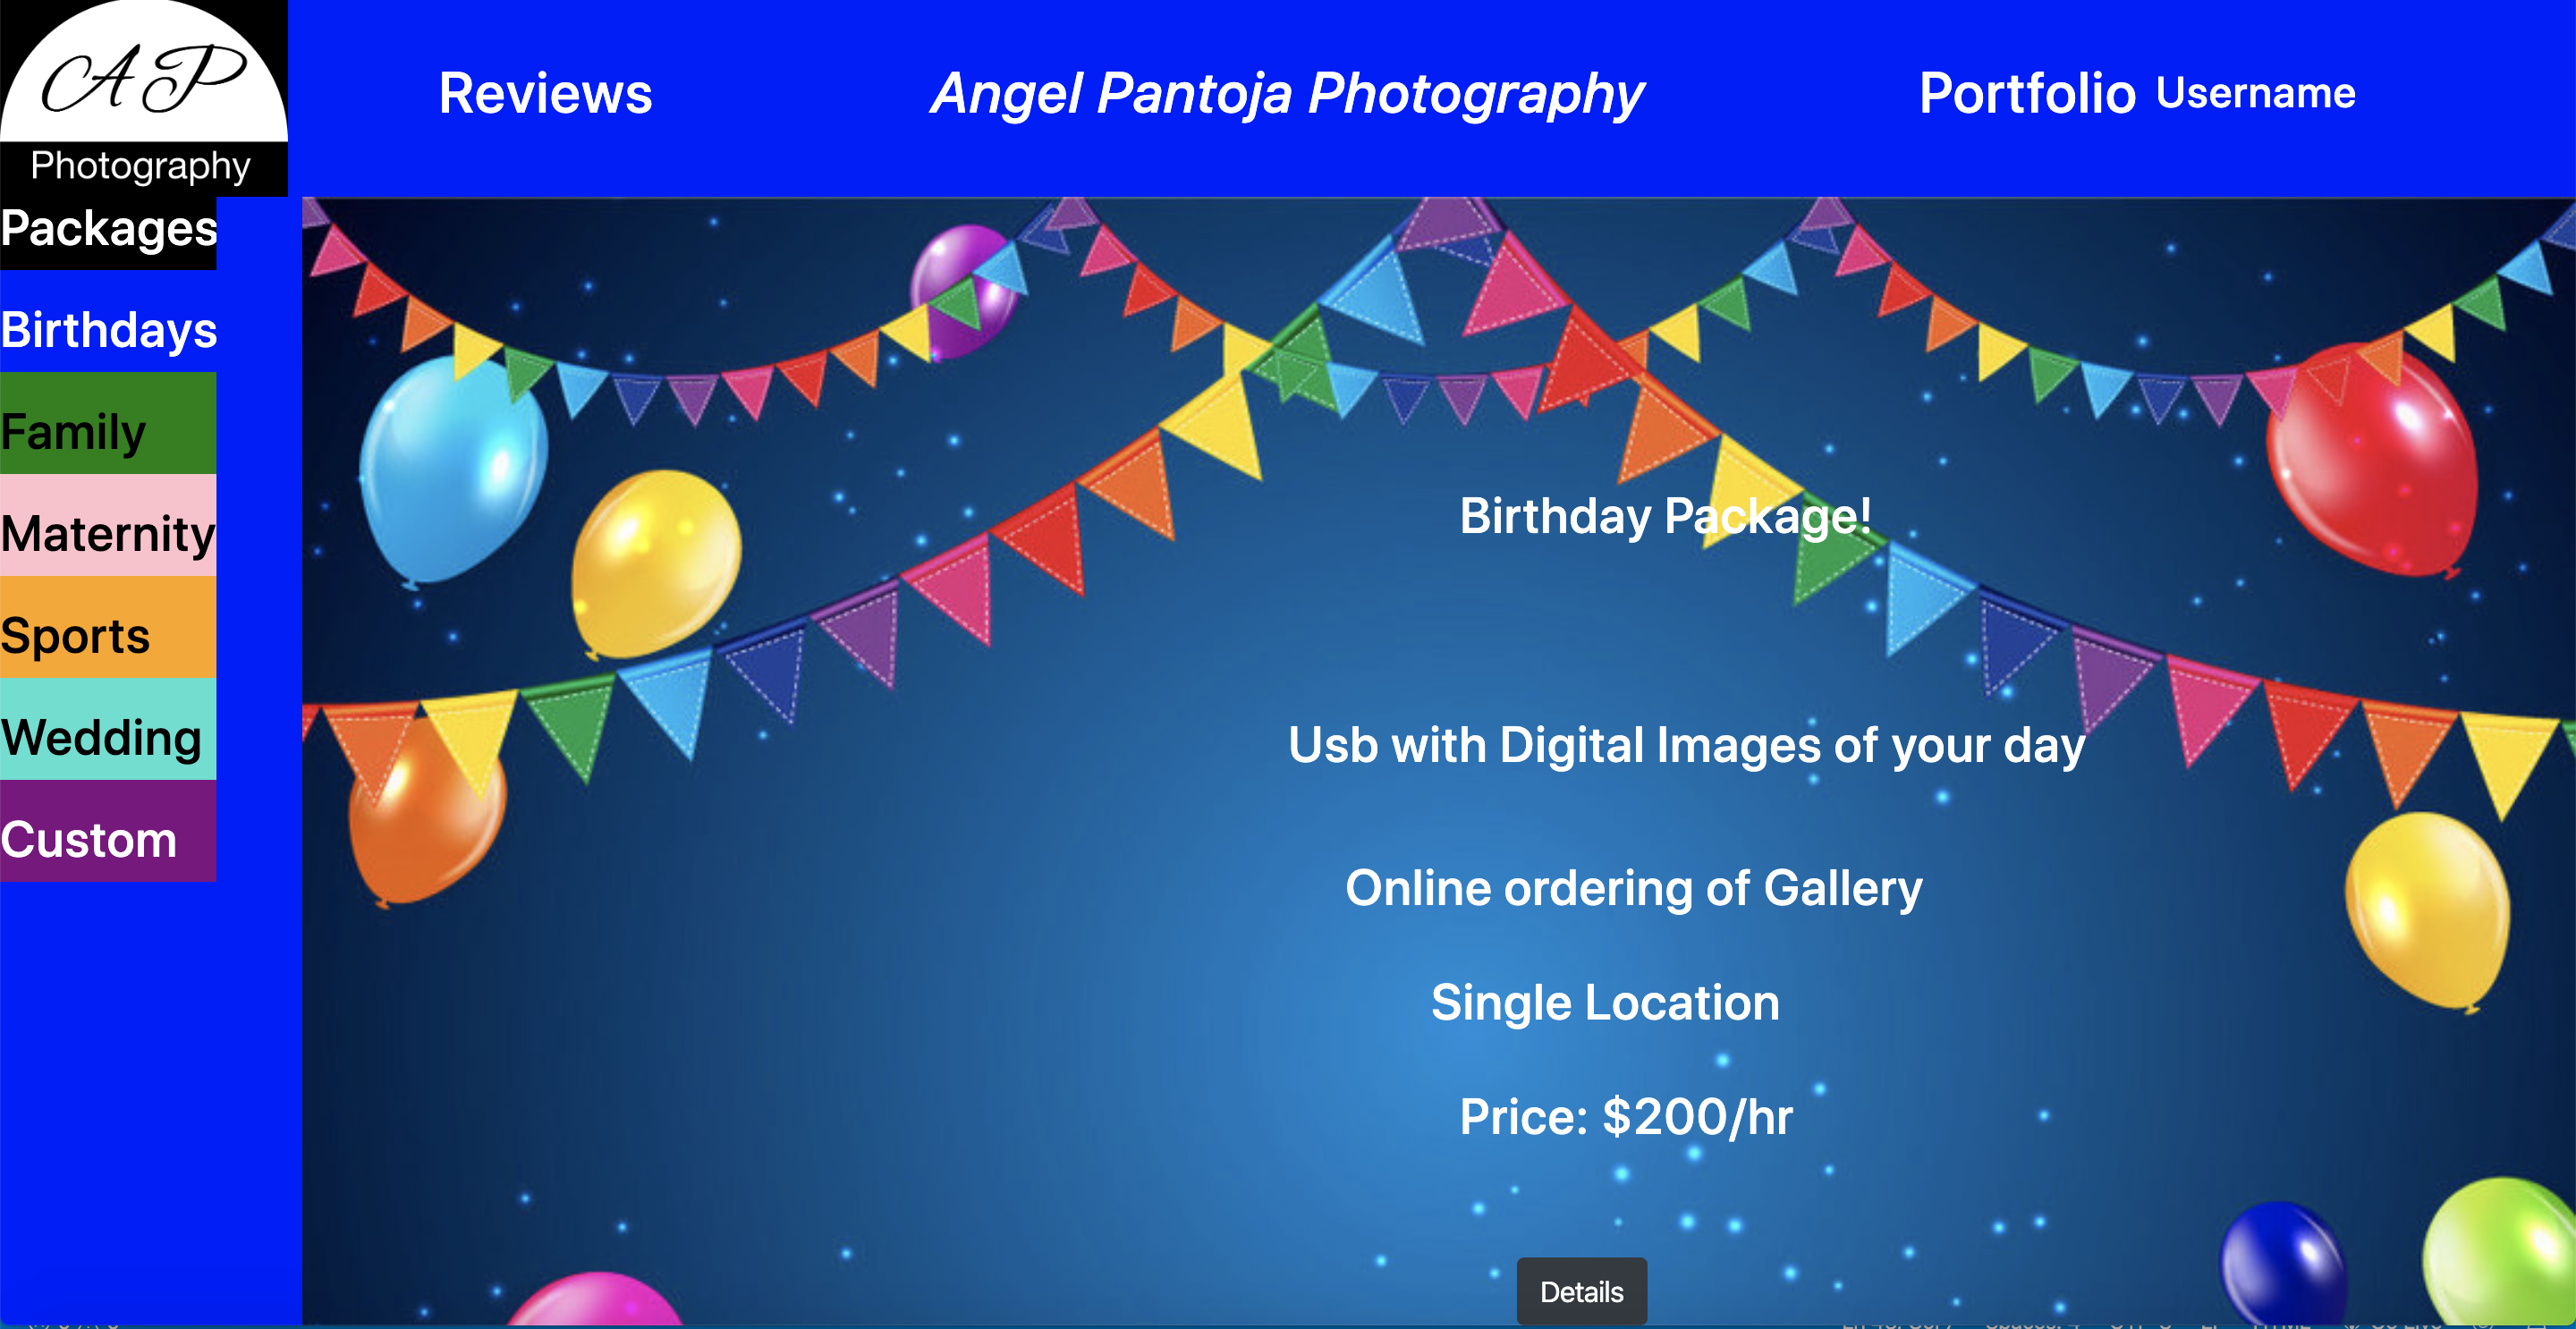 AP
Photography
Reviews
Angel Pantoja Photography
Portfolio Username
Packages
Birthdays
Family
Maternity
Sports
Wedding
Custom
Birthday Package!
Usb with Digital Images of your day
Online ordering of Gallery
Single Location
Price: $200/hr
Details